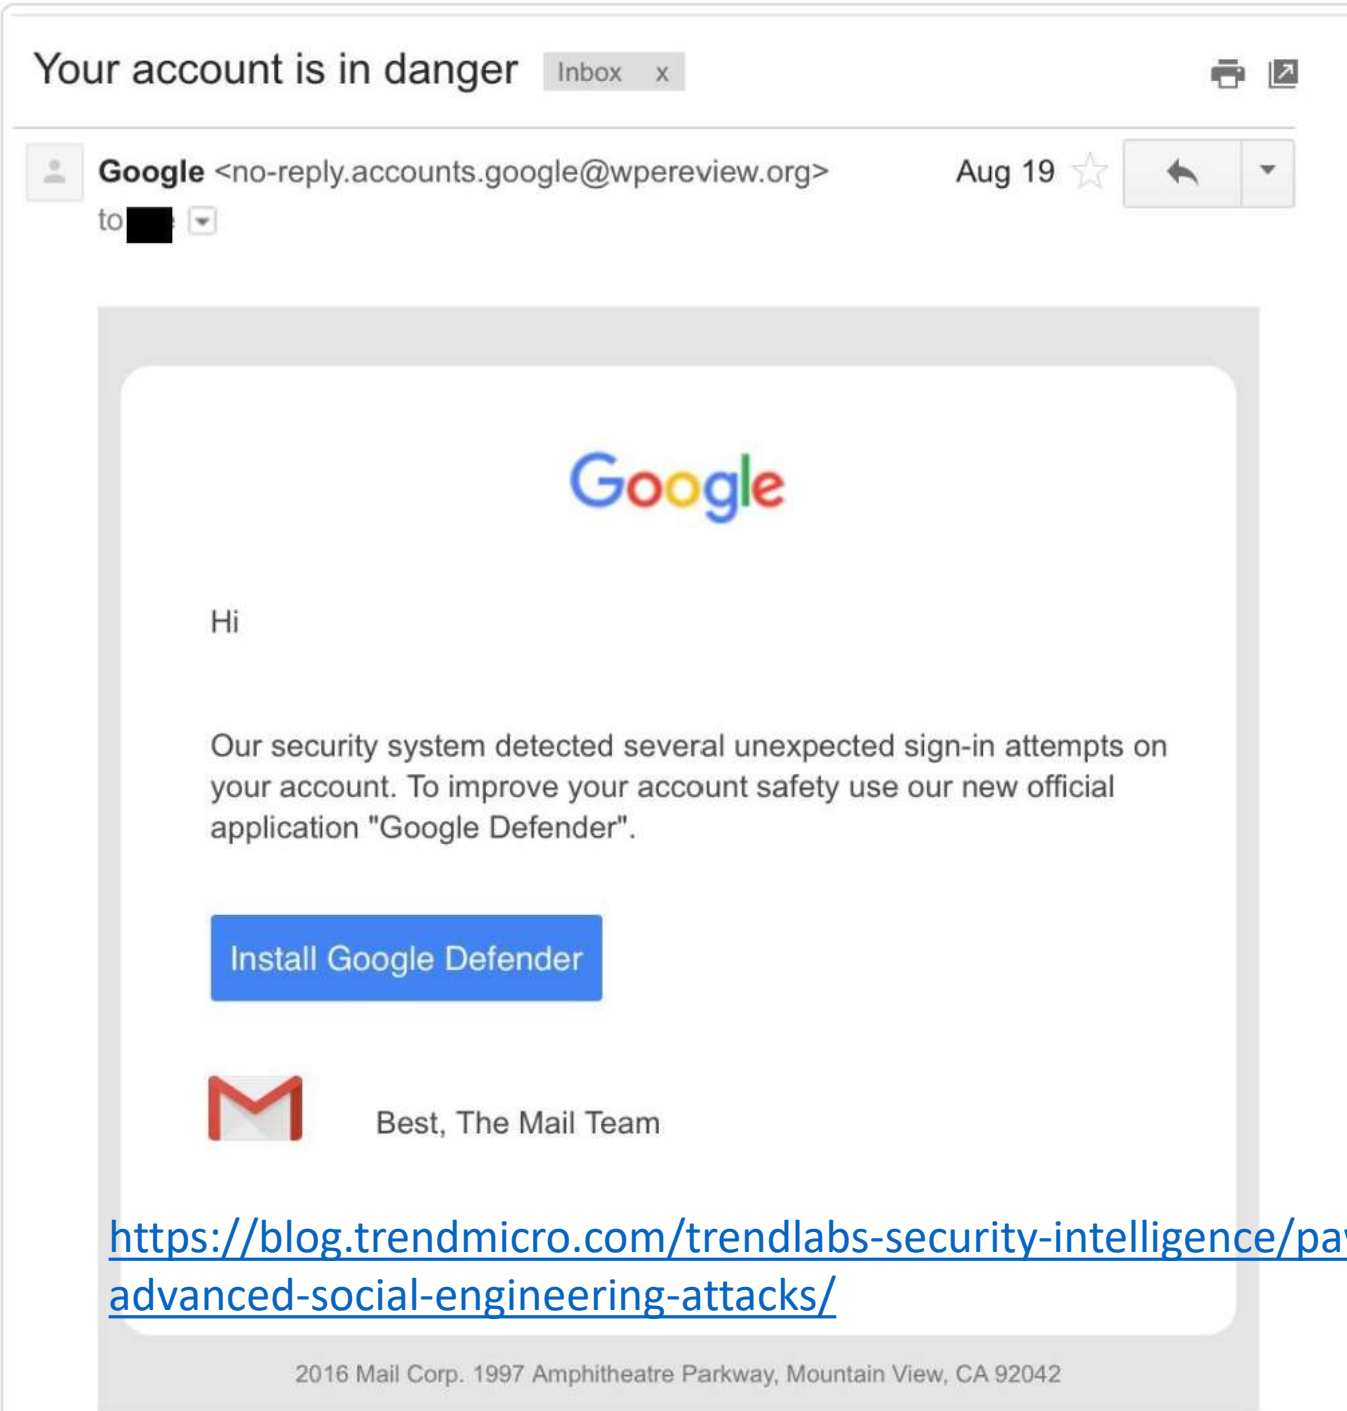 Your account is in danger Inbox x
Google <no-reply.accounts.google@wpereview.org> Aug 19
to
Google
Hi
Our security system detected several unexpected sign-in attempts on
your account. To improve your account safety use our new official
application "Google Defender".
Install Google Defender
Best, The Mail Team
https://blog.trendmicro.com/trendlabs-security-intelligence/pa
advanced-social-engineering-attacks/
2016 Mail Corp. 1997 Amphitheatre Parkway, Mountain View, CA 92042